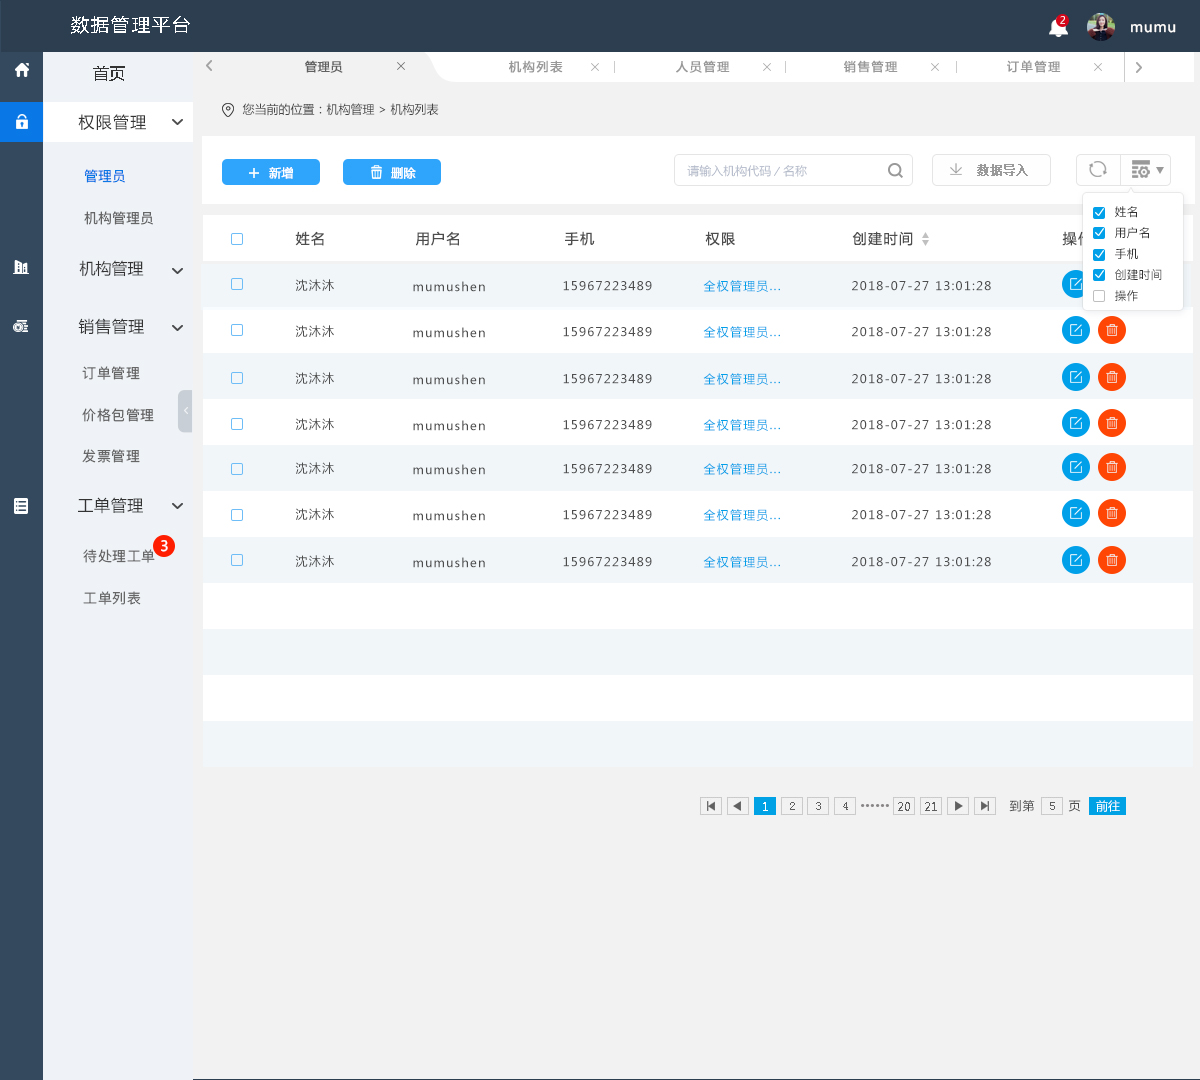 数据管理平台
2
mumu
首页
权限管理
管理员
机构管理员
机构管理
销售管理
订单管理
价格包管理
发票管理
工单管理
待处理工单
3
工单列表
管理员
机构列表
人员管理
销售管理
订单管理
您当前的位置：机构管理 > 机构列表
+ 新增
删除
请输入机构代码 / 名称
数据导入
姓名
用户名
手机
创建时间
操作
姓名 用户名 手机 权限 创建时间 操作
沈沐沐 mumushen 15967223489 全权管理员... 2018-07-27 13:01:28
沈沐沐 mumushen 15967223489 全权管理员... 2018-07-27 13:01:28
沈沐沐 mumushen 15967223489 全权管理员... 2018-07-27 13:01:28
沈沐沐 mumushen 15967223489 全权管理员... 2018-07-27 13:01:28
沈沐沐 mumushen 15967223489 全权管理员... 2018-07-27 13:01:28
沈沐沐 mumushen 15967223489 全权管理员... 2018-07-27 13:01:28
沈沐沐 mumushen 15967223489 全权管理员... 2018-07-27 13:01:28
1 2 3 4 ······ 20 21 到第 5 页 前往